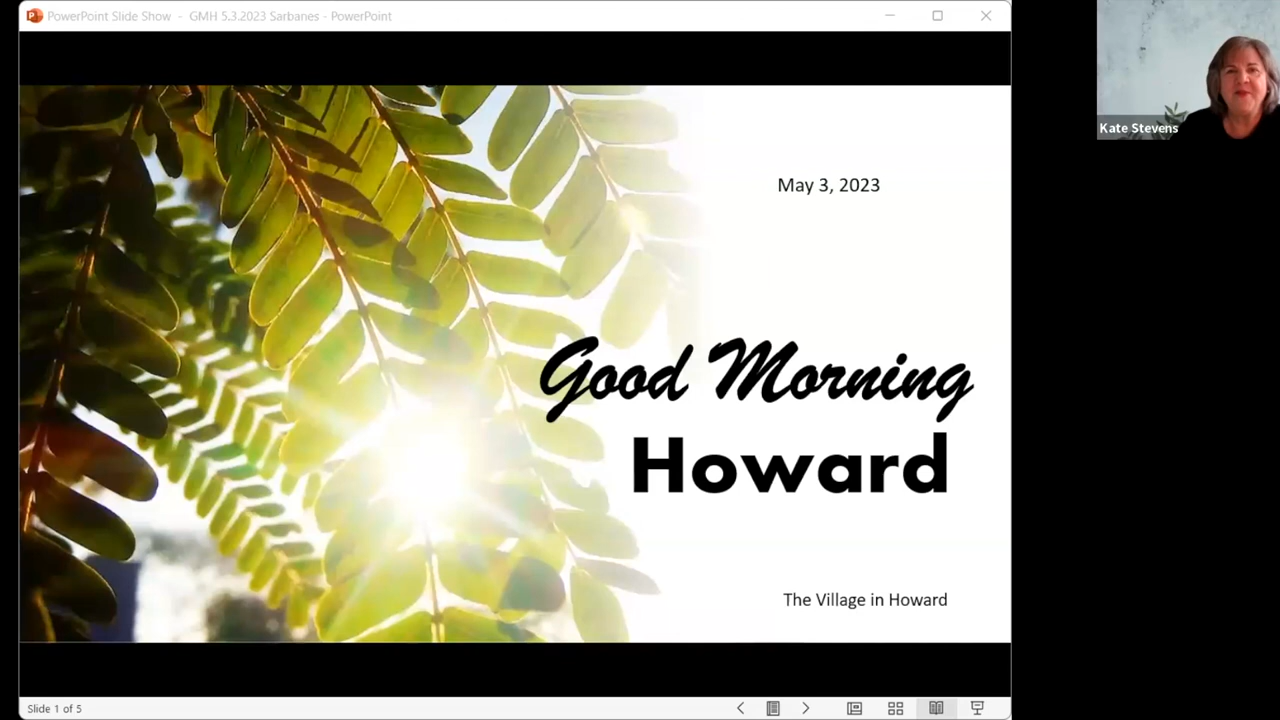 PowerPoint Slide Show - GMH 5.3.2023 Sarbanes - PowerPoint
Kate Stevens
May 3, 2023
Good Morning
Howard
The Village in Howard
Slide 1 of 5